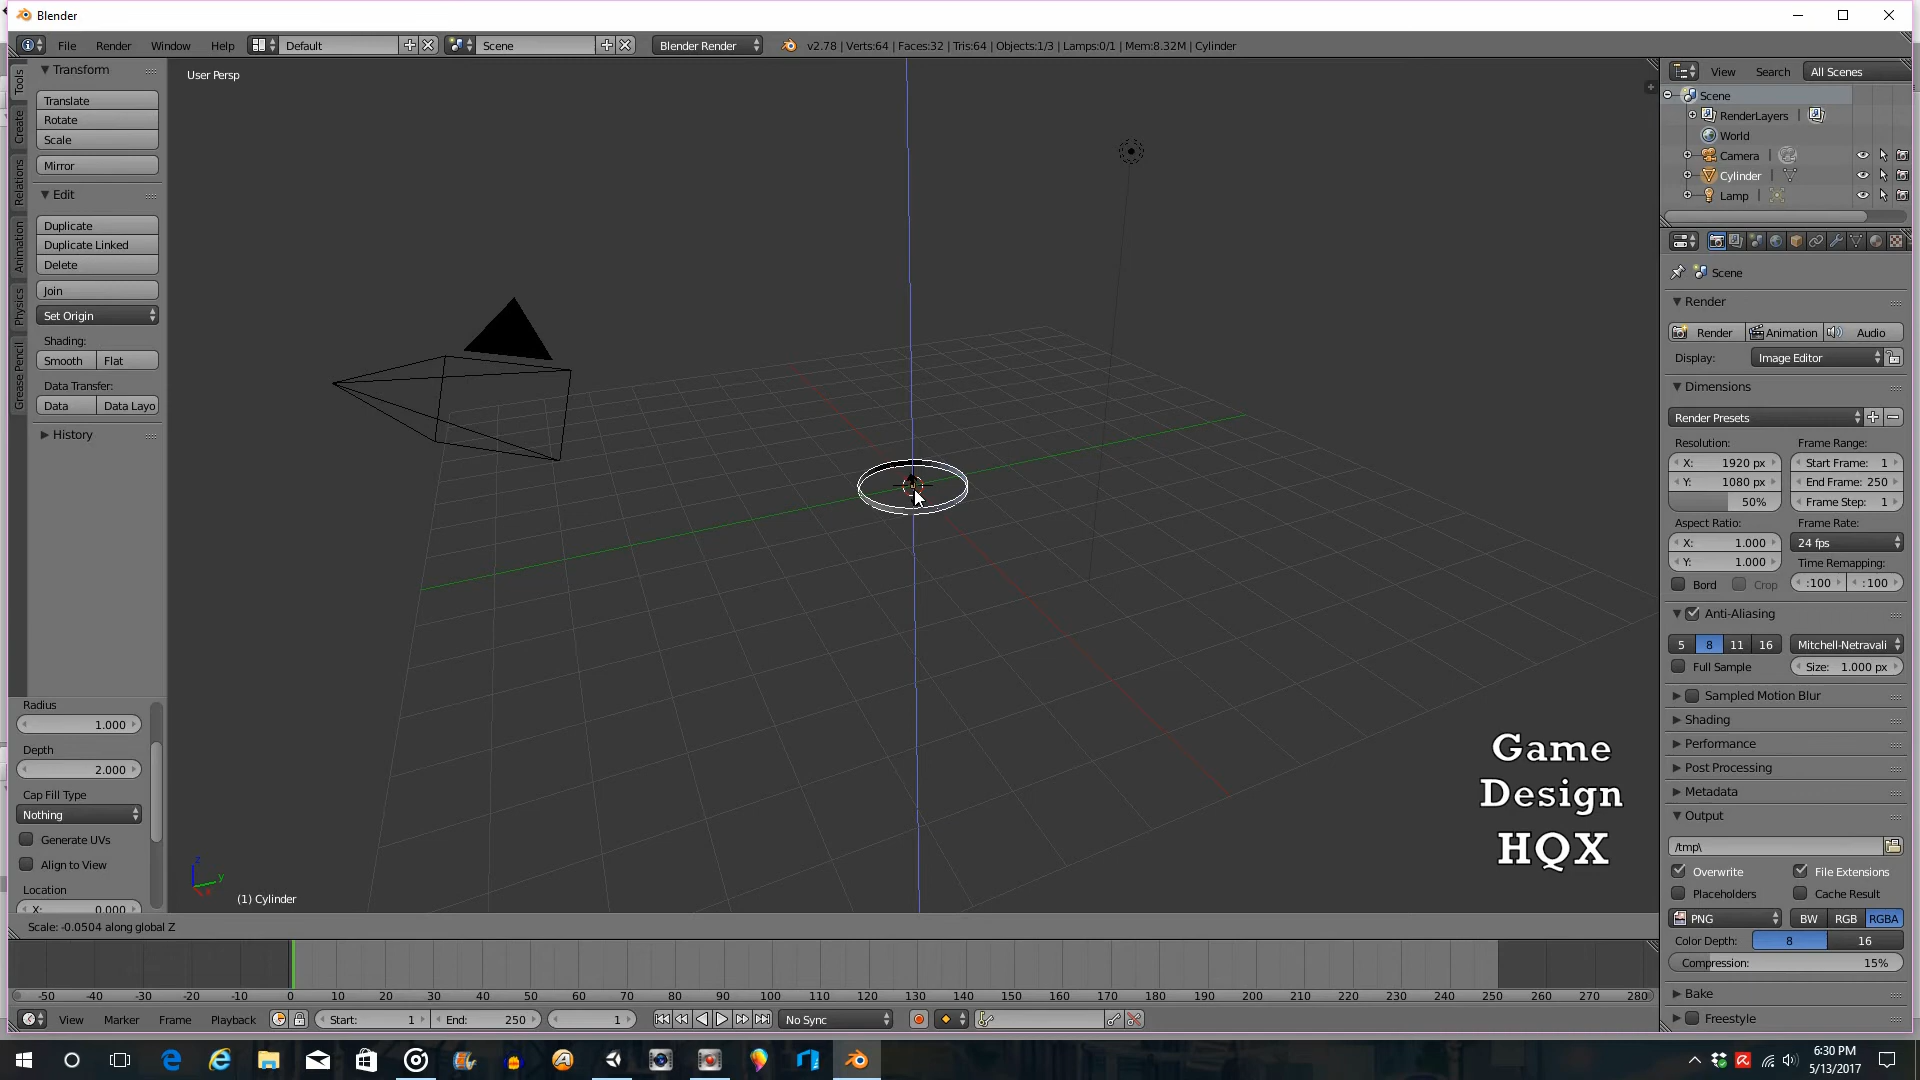 Blender
File Render Window Help Default Scene Blender Render v2.78 | Verts:64 | Faces:32 | Tris:64 | Objects:1/3 | Lamps:0/1 | Mem:8.32M | Cylinder
Tools
Create
Relations
Animation
Physics
Grease Pencil
Transform
Translate
Rotate
Scale
Mirror
Edit
Duplicate
Duplicate Linked
Delete
Join
Set Origin
Shading:
Smooth Flat
Data Transfer:
Data Data Layo
History
Radius
1.000
Depth
2.000
Cap Fill Type
Nothing
Generate UVs
Align to View
Location
X: 0.000
User Persp
z
y
(1) Cylinder
Game
Design
HQX
Scale: -0.0504 along global Z
View Search All Scenes
Scene
RenderLayers
World
Camera
Cylinder
Lamp
Scene
Render
Render Animation Audio
Display: Image Editor
Dimensions
Render Presets
Resolution: Frame Range:
X: 1920 px Start Frame: 1
Y: 1080 px End Frame: 250
50% Frame Step: 1
Aspect Ratio: Frame Rate:
X: 1.000 24 fps
Y: 1.000 Time Remapping:
Bord Crop :100 :100
Anti-Aliasing
5 8 11 16 Mitchell-Netravali
Full Sample Size: 1.000 px
Sampled Motion Blur
Shading
Performance
Post Processing
Metadata
Output
/tmp\
Overwrite File Extensions
Placeholders Cache Result
PNG BW RGB RGBA
Color Depth: 8 16
Compression: 15%
Bake
Freestyle
-50 -40 -30 -20 -10 0 10 20 30 40 50 60 70 80 90 100 110 120 130 140 150 160 170 180 190 200 210 220 230 240 250 260 270 280
View Marker Frame Playback Start: 1 End: 250 1 No Sync
6:30 PM
5/13/2017